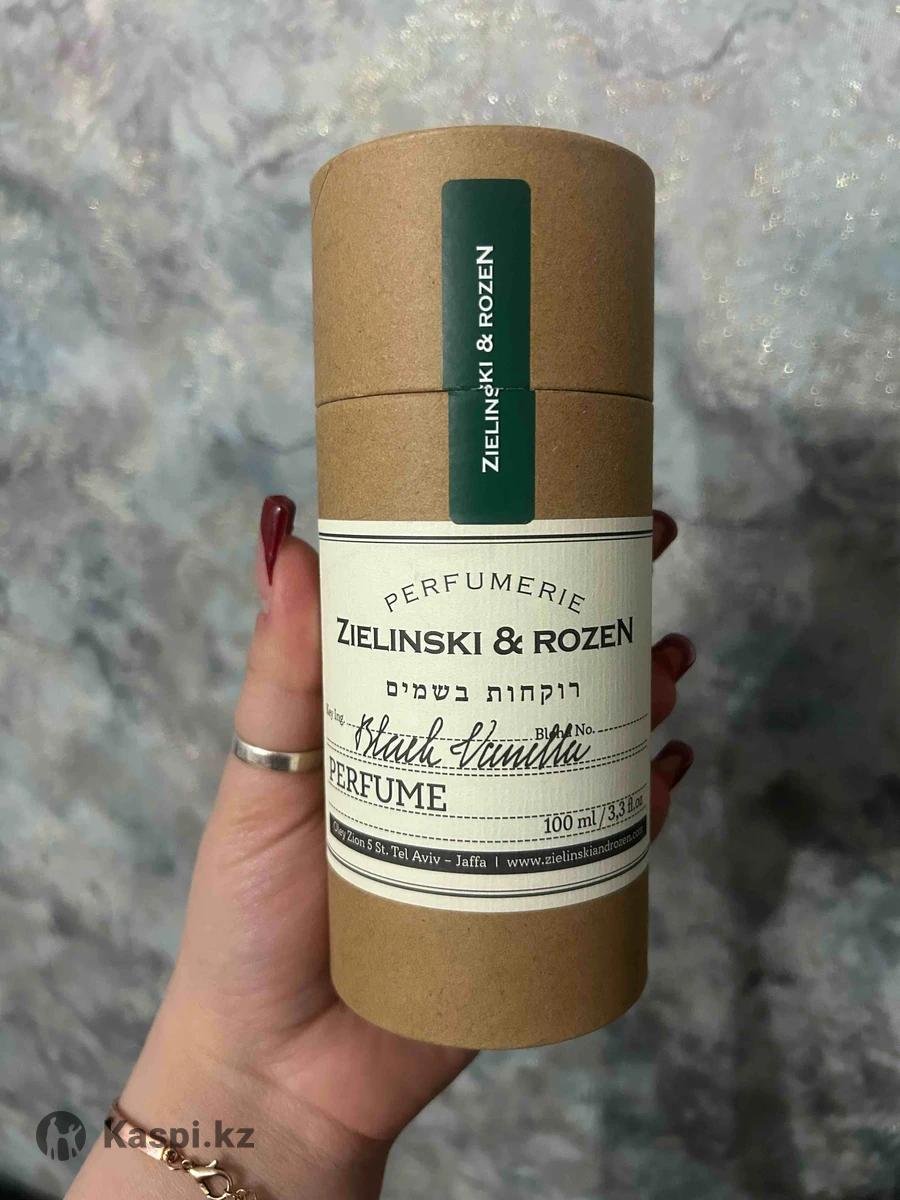 ZIELINSKI & ROZEN
PERFUMERIE
ZIELINSKI & ROZEN
רוקחות בשמים
Key Ing.
Blend No.
Black Vanilla
PERFUME
100 ml / 3,3 fl.oz
Oley Zion 5 St. Tel Aviv – Jaffa | www.zielinskiandrozen.com
Kaspi.kz